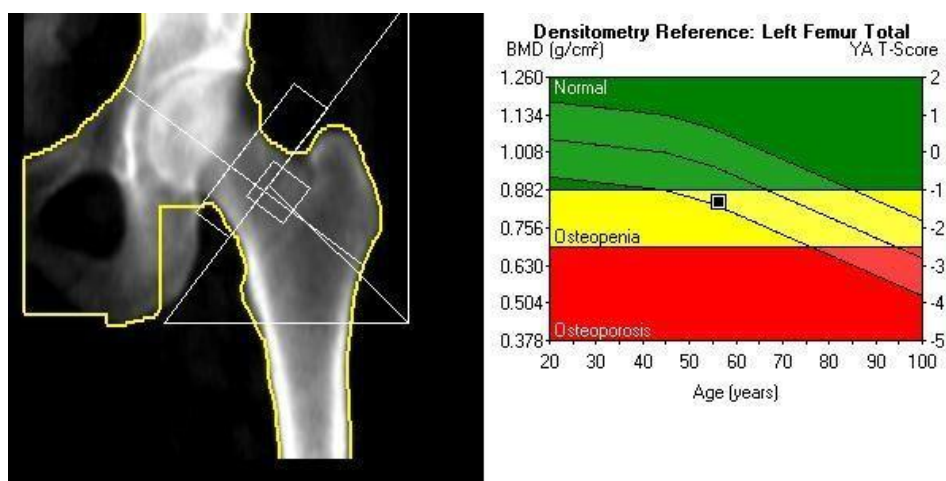 Densitometry Reference: Left Femur Total
BMD (g/cm²) YA T-Score
1.260 Normal 2
1.134 1
1.008 0
0.882 -1
0.756 -2
Osteopenia
0.630 -3
0.504 -4
Osteoporosis
0.378 -5
20 30 40 50 60 70 80 90 100
Age (years)